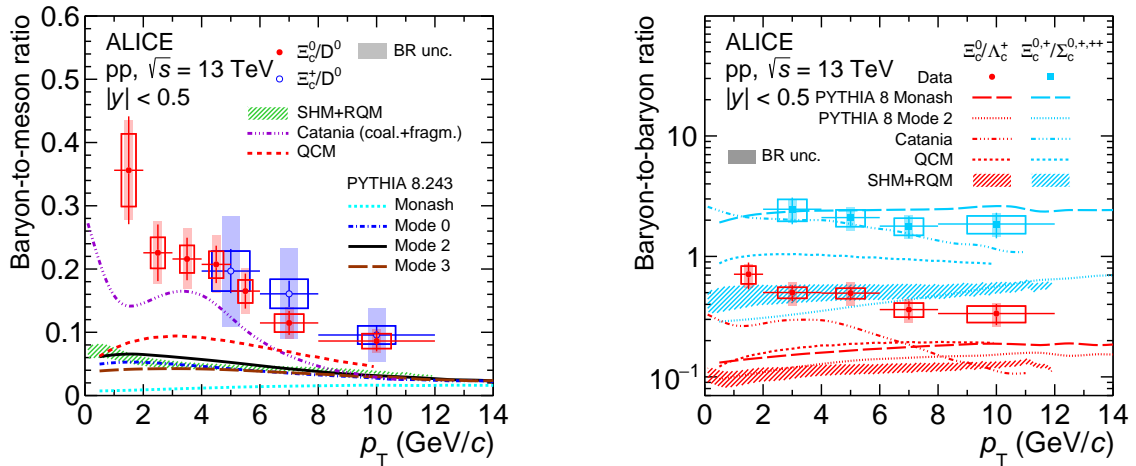 Baryon-to-meson ratio
0.6
0.5
0.4
0.3
0.2
0.1
0
ALICE
pp, √s = 13 TeV
|y| < 0.5
Ξc0/D0
Ξc+/D0
BR unc.
SHM+RQM
Catania (coal.+fragm.)
QCM
PYTHIA 8.243
Monash
Mode 0
Mode 2
Mode 3
0 2 4 6 8 10 12 14
pT (GeV/c)
Baryon-to-baryon ratio
10
1
10−1
ALICE
pp, √s = 13 TeV
|y| < 0.5
Ξc0/Λc+ Ξc0,+/Σc0,+,++
Data
PYTHIA 8 Monash
PYTHIA 8 Mode 2
Catania
QCM
SHM+RQM
BR unc.
0 2 4 6 8 10 12 14
pT (GeV/c)